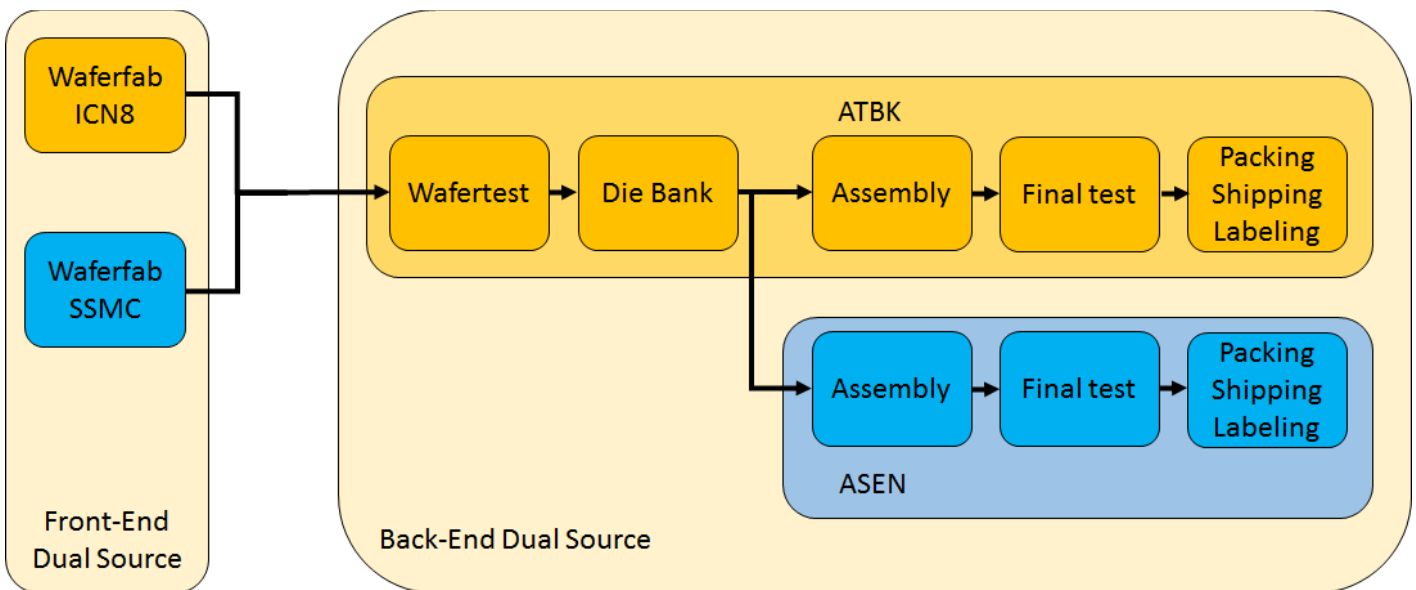 Waferfab
ICN8
Waferfab
SSMC
Front-End
Dual Source
ATBK
Wafertest
Die Bank
Assembly
Final test
Packing
Shipping
Labeling
Assembly
Final test
Packing
Shipping
Labeling
ASEN
Back-End Dual Source